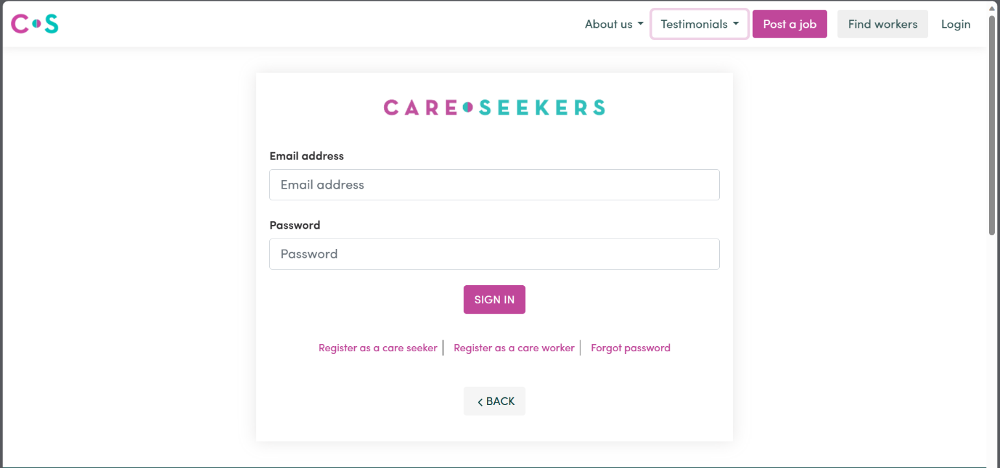 C S About us Testimonials Post a job Find workers Login
CARE SEEKERS
Email address
Email address
Password
Password
SIGN IN
Register as a care seeker Register as a care worker Forgot password
BACK